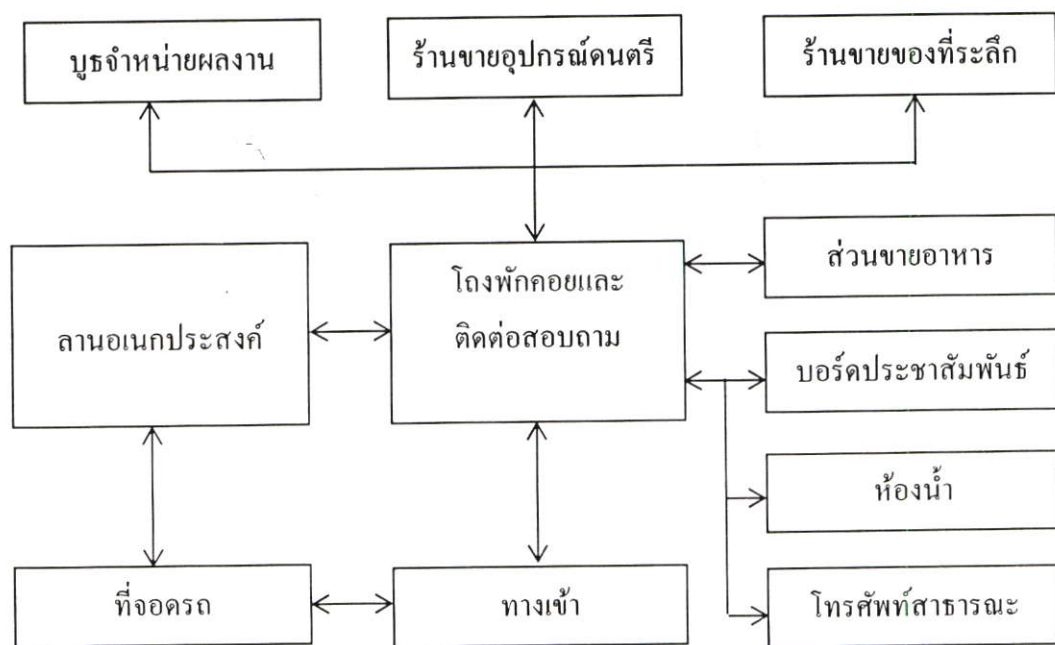 บูธจำหน่ายผลงาน
ร้านขายอุปกรณ์ดนตรี
ร้านขายของที่ระลึก
ลานอเนกประสงค์
โถงพักคอยและ
ติดต่อสอบถาม
ส่วนขายอาหาร
บอร์ดประชาสัมพันธ์
ห้องน้ำ
ที่จอดรถ
ทางเข้า
โทรศัพท์สาธารณะ